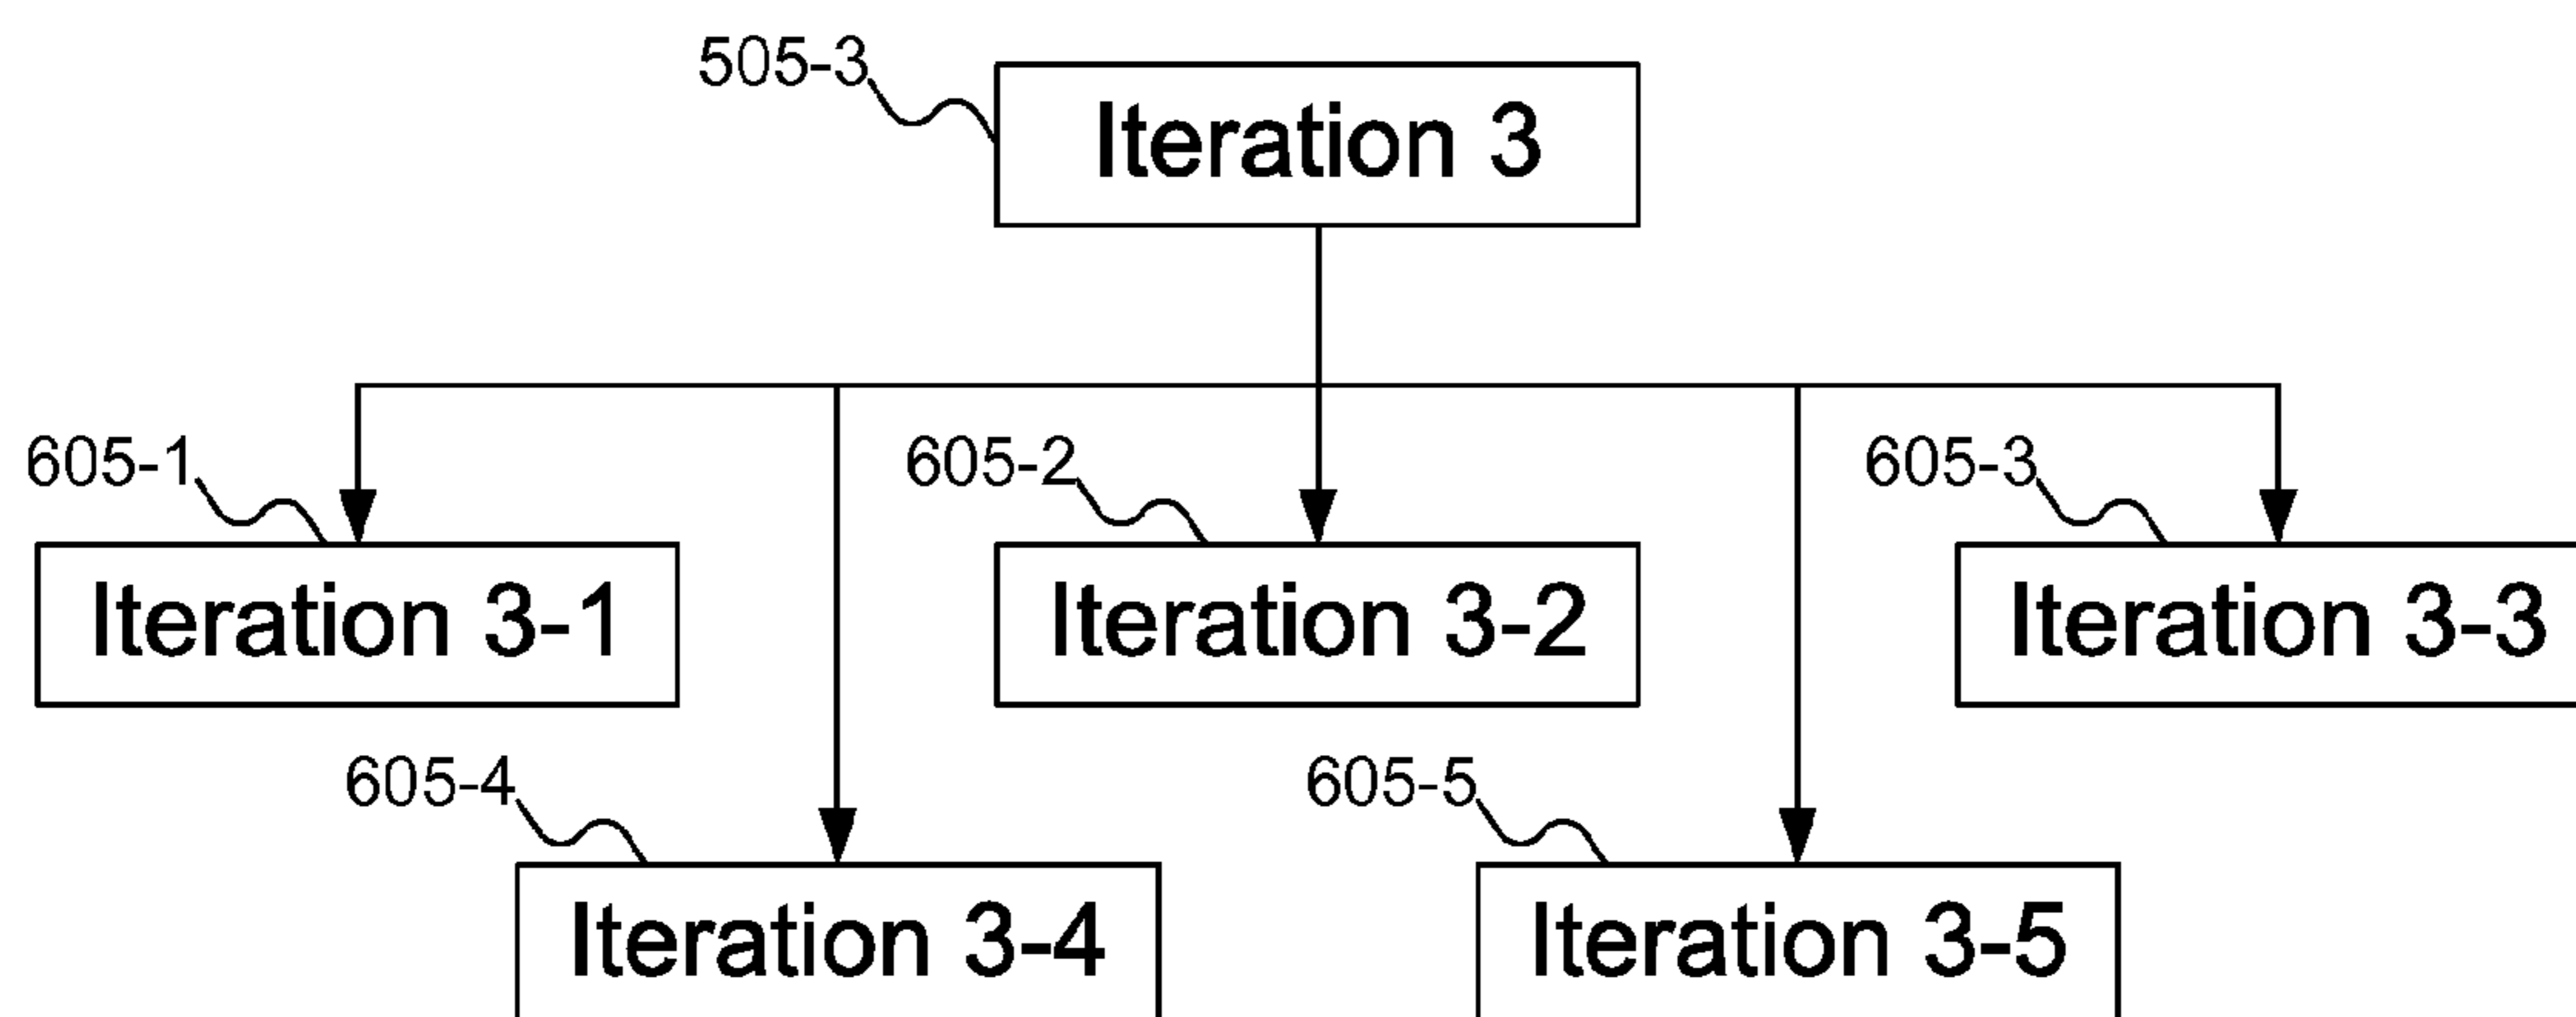 505-3
Iteration 3
605-1
605-2
605-3
Iteration 3-1
Iteration 3-2
Iteration 3-3
605-4
605-5
Iteration 3-4
Iteration 3-5